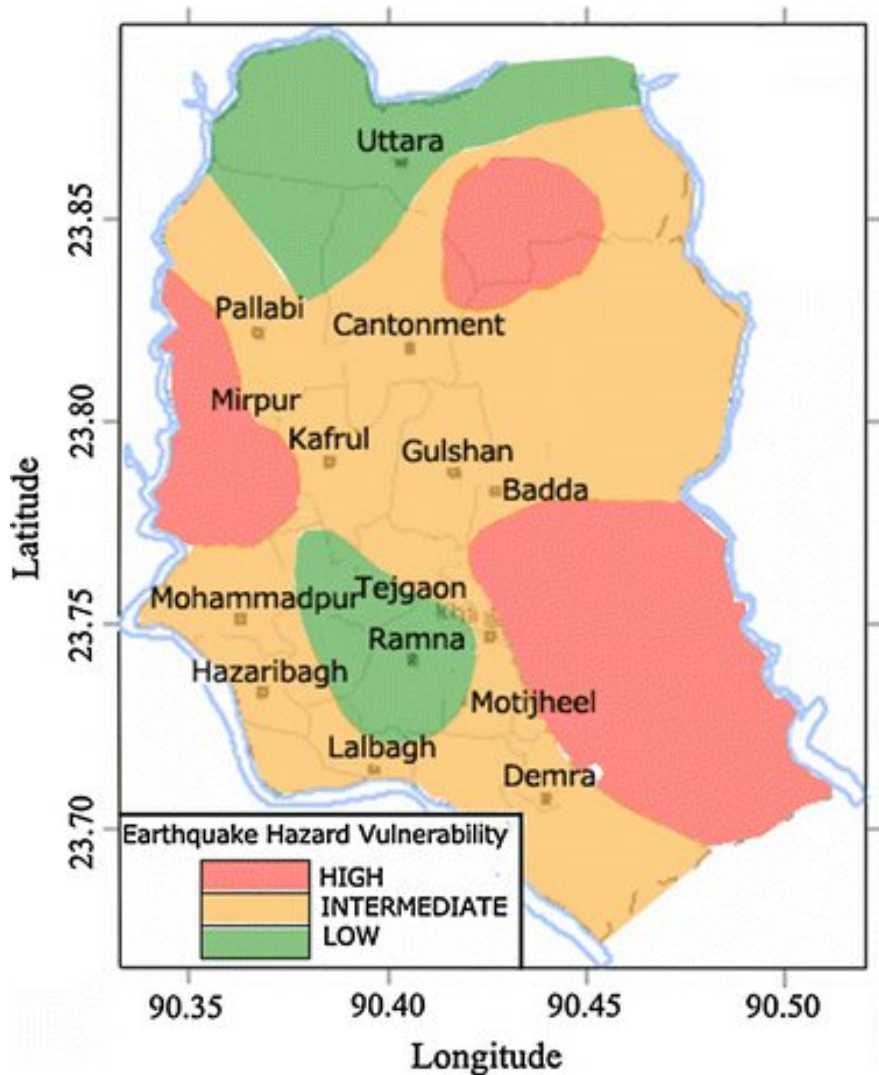 Uttara
23.85
Pallabi
Cantonment
Mirpur
23.80
Kafrul
Gulshan
Badda
Latitude
Tejgaon
Mohammadpur
23.75
Ramna
Hazaribagh
Motijheel
Lalbagh
Demra
23.70
Earthquake Hazard Vulnerability
HIGH
INTERMEDIATE
LOW
90.35
90.40
90.45
90.50
Longitude